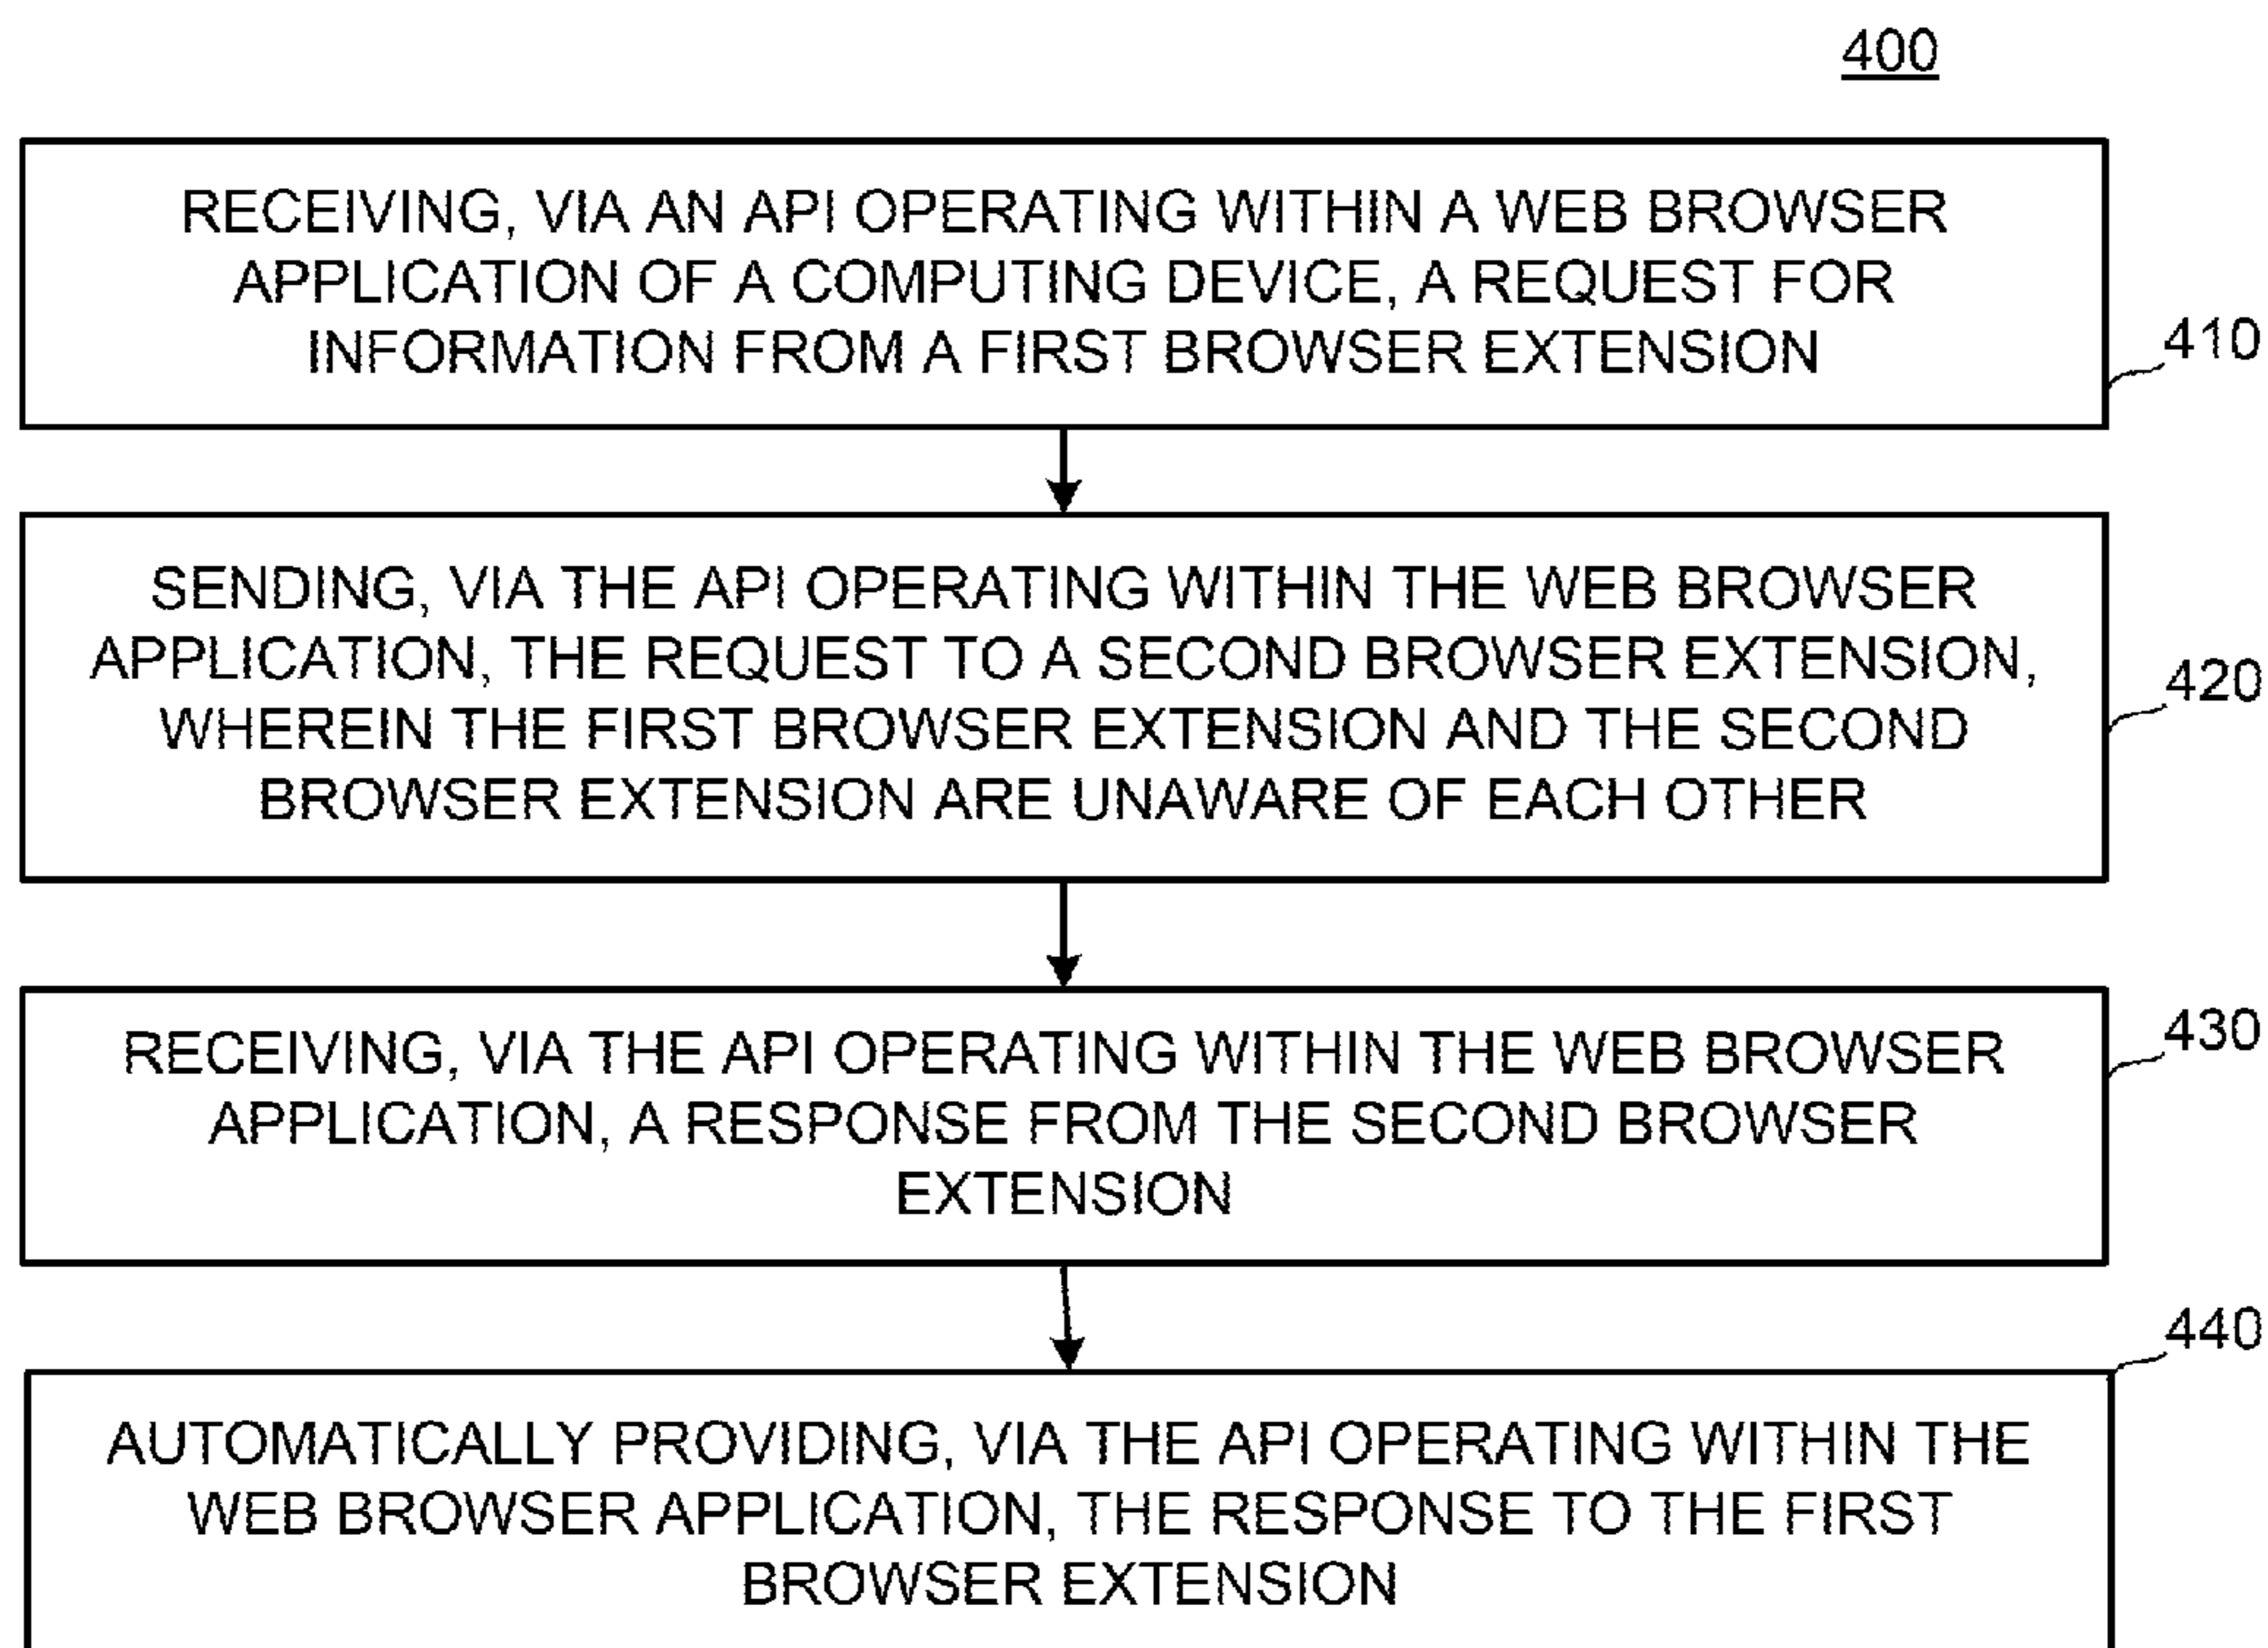 400
RECEIVING, VIA AN API OPERATING WITHIN A WEB BROWSER
APPLICATION OF A COMPUTING DEVICE, A REQUEST FOR
INFORMATION FROM A FIRST BROWSER EXTENSION
410
SENDING, VIA THE API OPERATING WITHIN THE WEB BROWSER
APPLICATION, THE REQUEST TO A SECOND BROWSER EXTENSION,
WHEREIN THE FIRST BROWSER EXTENSION AND THE SECOND
BROWSER EXTENSION ARE UNAWARE OF EACH OTHER
420
RECEIVING, VIA THE API OPERATING WITHIN THE WEB BROWSER
APPLICATION, A RESPONSE FROM THE SECOND BROWSER
EXTENSION
430
AUTOMATICALLY PROVIDING, VIA THE API OPERATING WITHIN THE
WEB BROWSER APPLICATION, THE RESPONSE TO THE FIRST
BROWSER EXTENSION
440